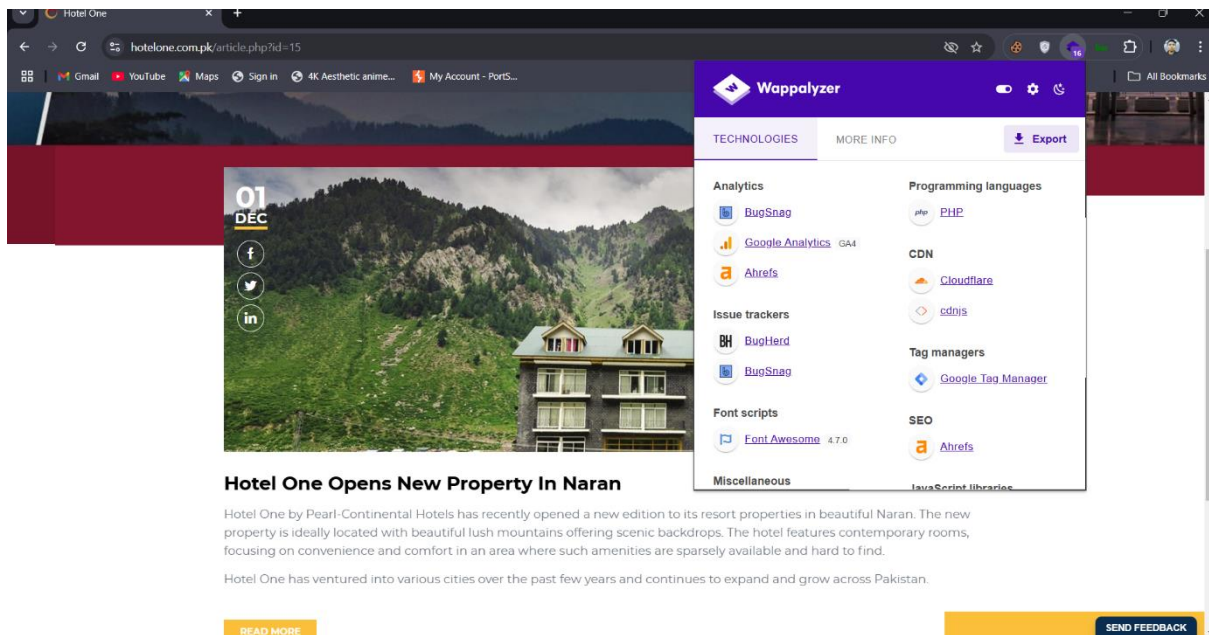 Hotel One
hotelone.com.pk/article.php?id=15
16
Gmail YouTube Maps Sign in 4K Aesthetic anime... My Account - PortS...
All Bookmarks
Wappalyzer
TECHNOLOGIES MORE INFO Export
Analytics
BugSnag
Google Analytics GA4
Ahrefs
Issue trackers
BH BugHerd
BugSnag
Font scripts
Font Awesome 4.7.0
Miscellaneous
Programming languages
php PHP
CDN
Cloudflare
cdnjs
Tag managers
Google Tag Manager
SEO
Ahrefs
JavaScript libraries
01
DEC
Hotel One Opens New Property In Naran
Hotel One by Pearl-Continental Hotels has recently opened a new edition to its resort properties in beautiful Naran. The new
property is ideally located with beautiful lush mountains offering scenic backdrops. The hotel features contemporary rooms,
focusing on convenience and comfort in an area where such amenities are sparsely available and hard to find.
Hotel One has ventured into various cities over the past few years and continues to expand and grow across Pakistan.
READ MORE
SEND FEEDBACK